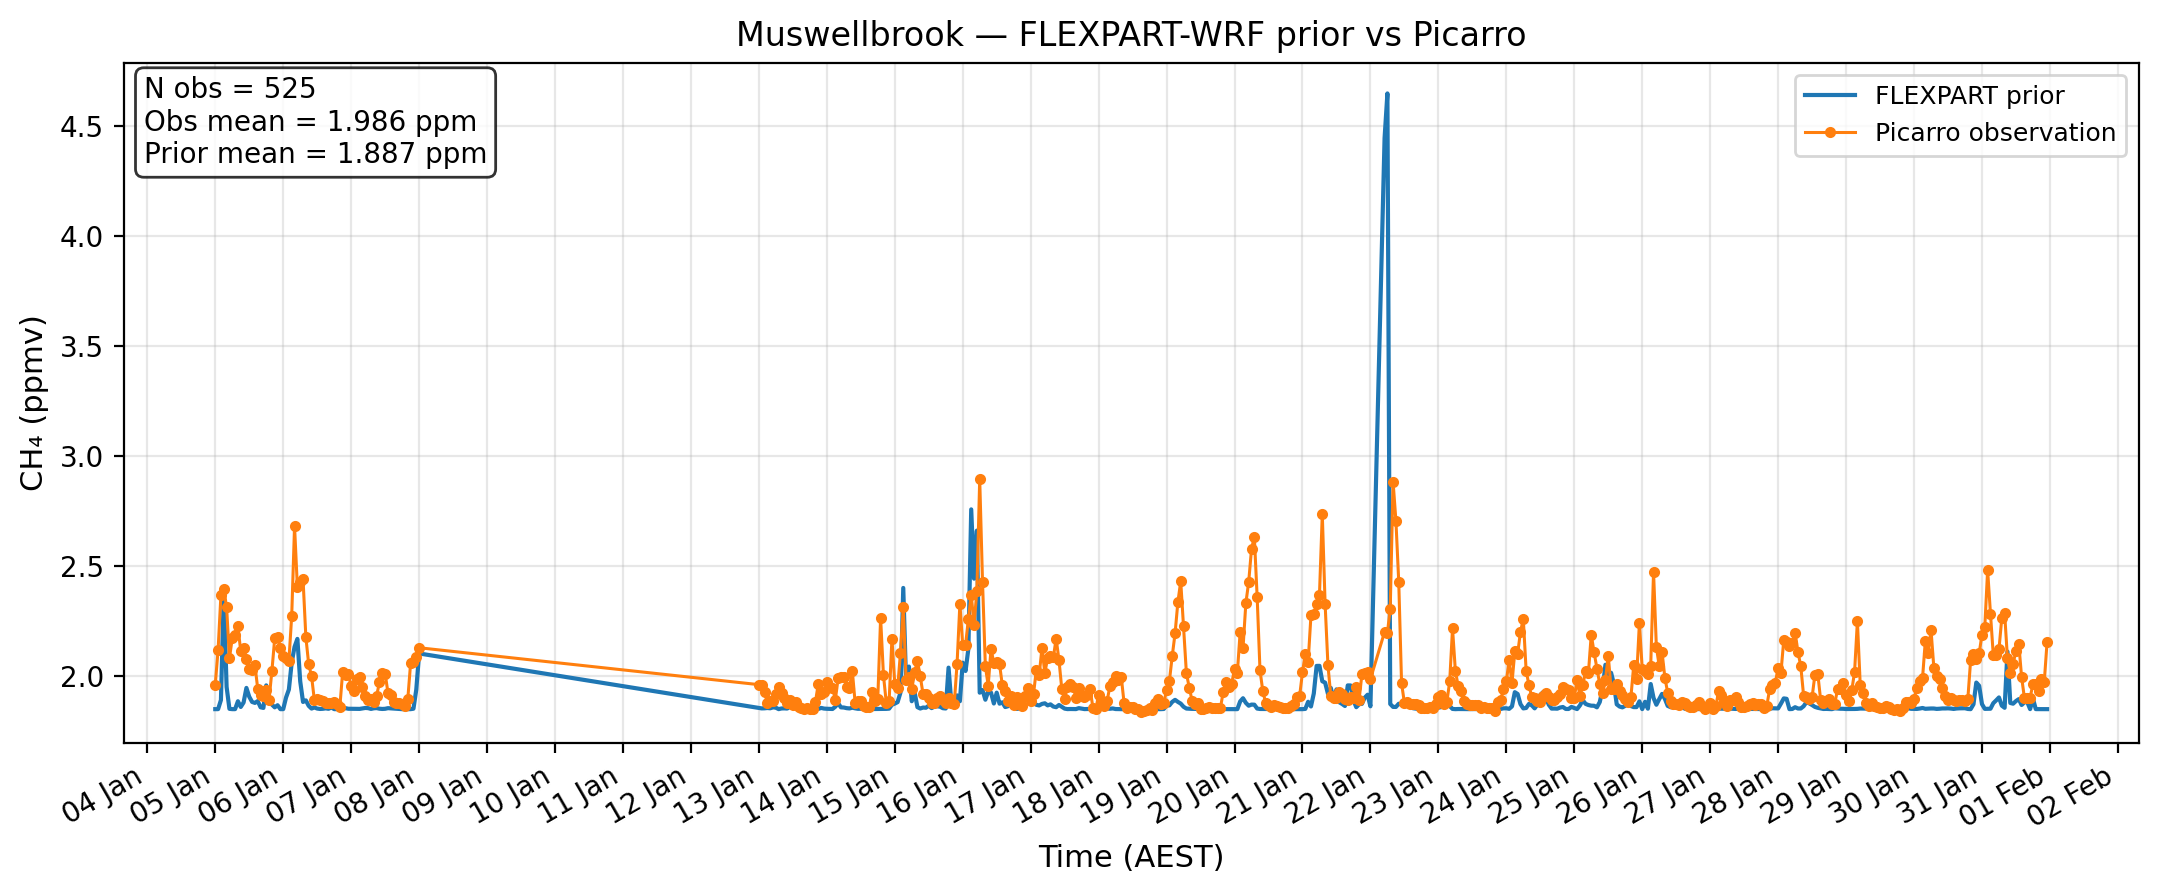 Muswellbrook — FLEXPART-WRF prior vs Picarro
N obs = 525
Obs mean = 1.986 ppm
Prior mean = 1.887 ppm
FLEXPART prior
Picarro observation
CH₄ (ppmv)
4.5
4.0
3.5
3.0
2.5
2.0
04 Jan
05 Jan
06 Jan
07 Jan
08 Jan
09 Jan
10 Jan
11 Jan
12 Jan
13 Jan
14 Jan
15 Jan
16 Jan
17 Jan
18 Jan
19 Jan
20 Jan
21 Jan
22 Jan
23 Jan
24 Jan
25 Jan
26 Jan
27 Jan
28 Jan
29 Jan
30 Jan
31 Jan
01 Feb
02 Feb
Time (AEST)